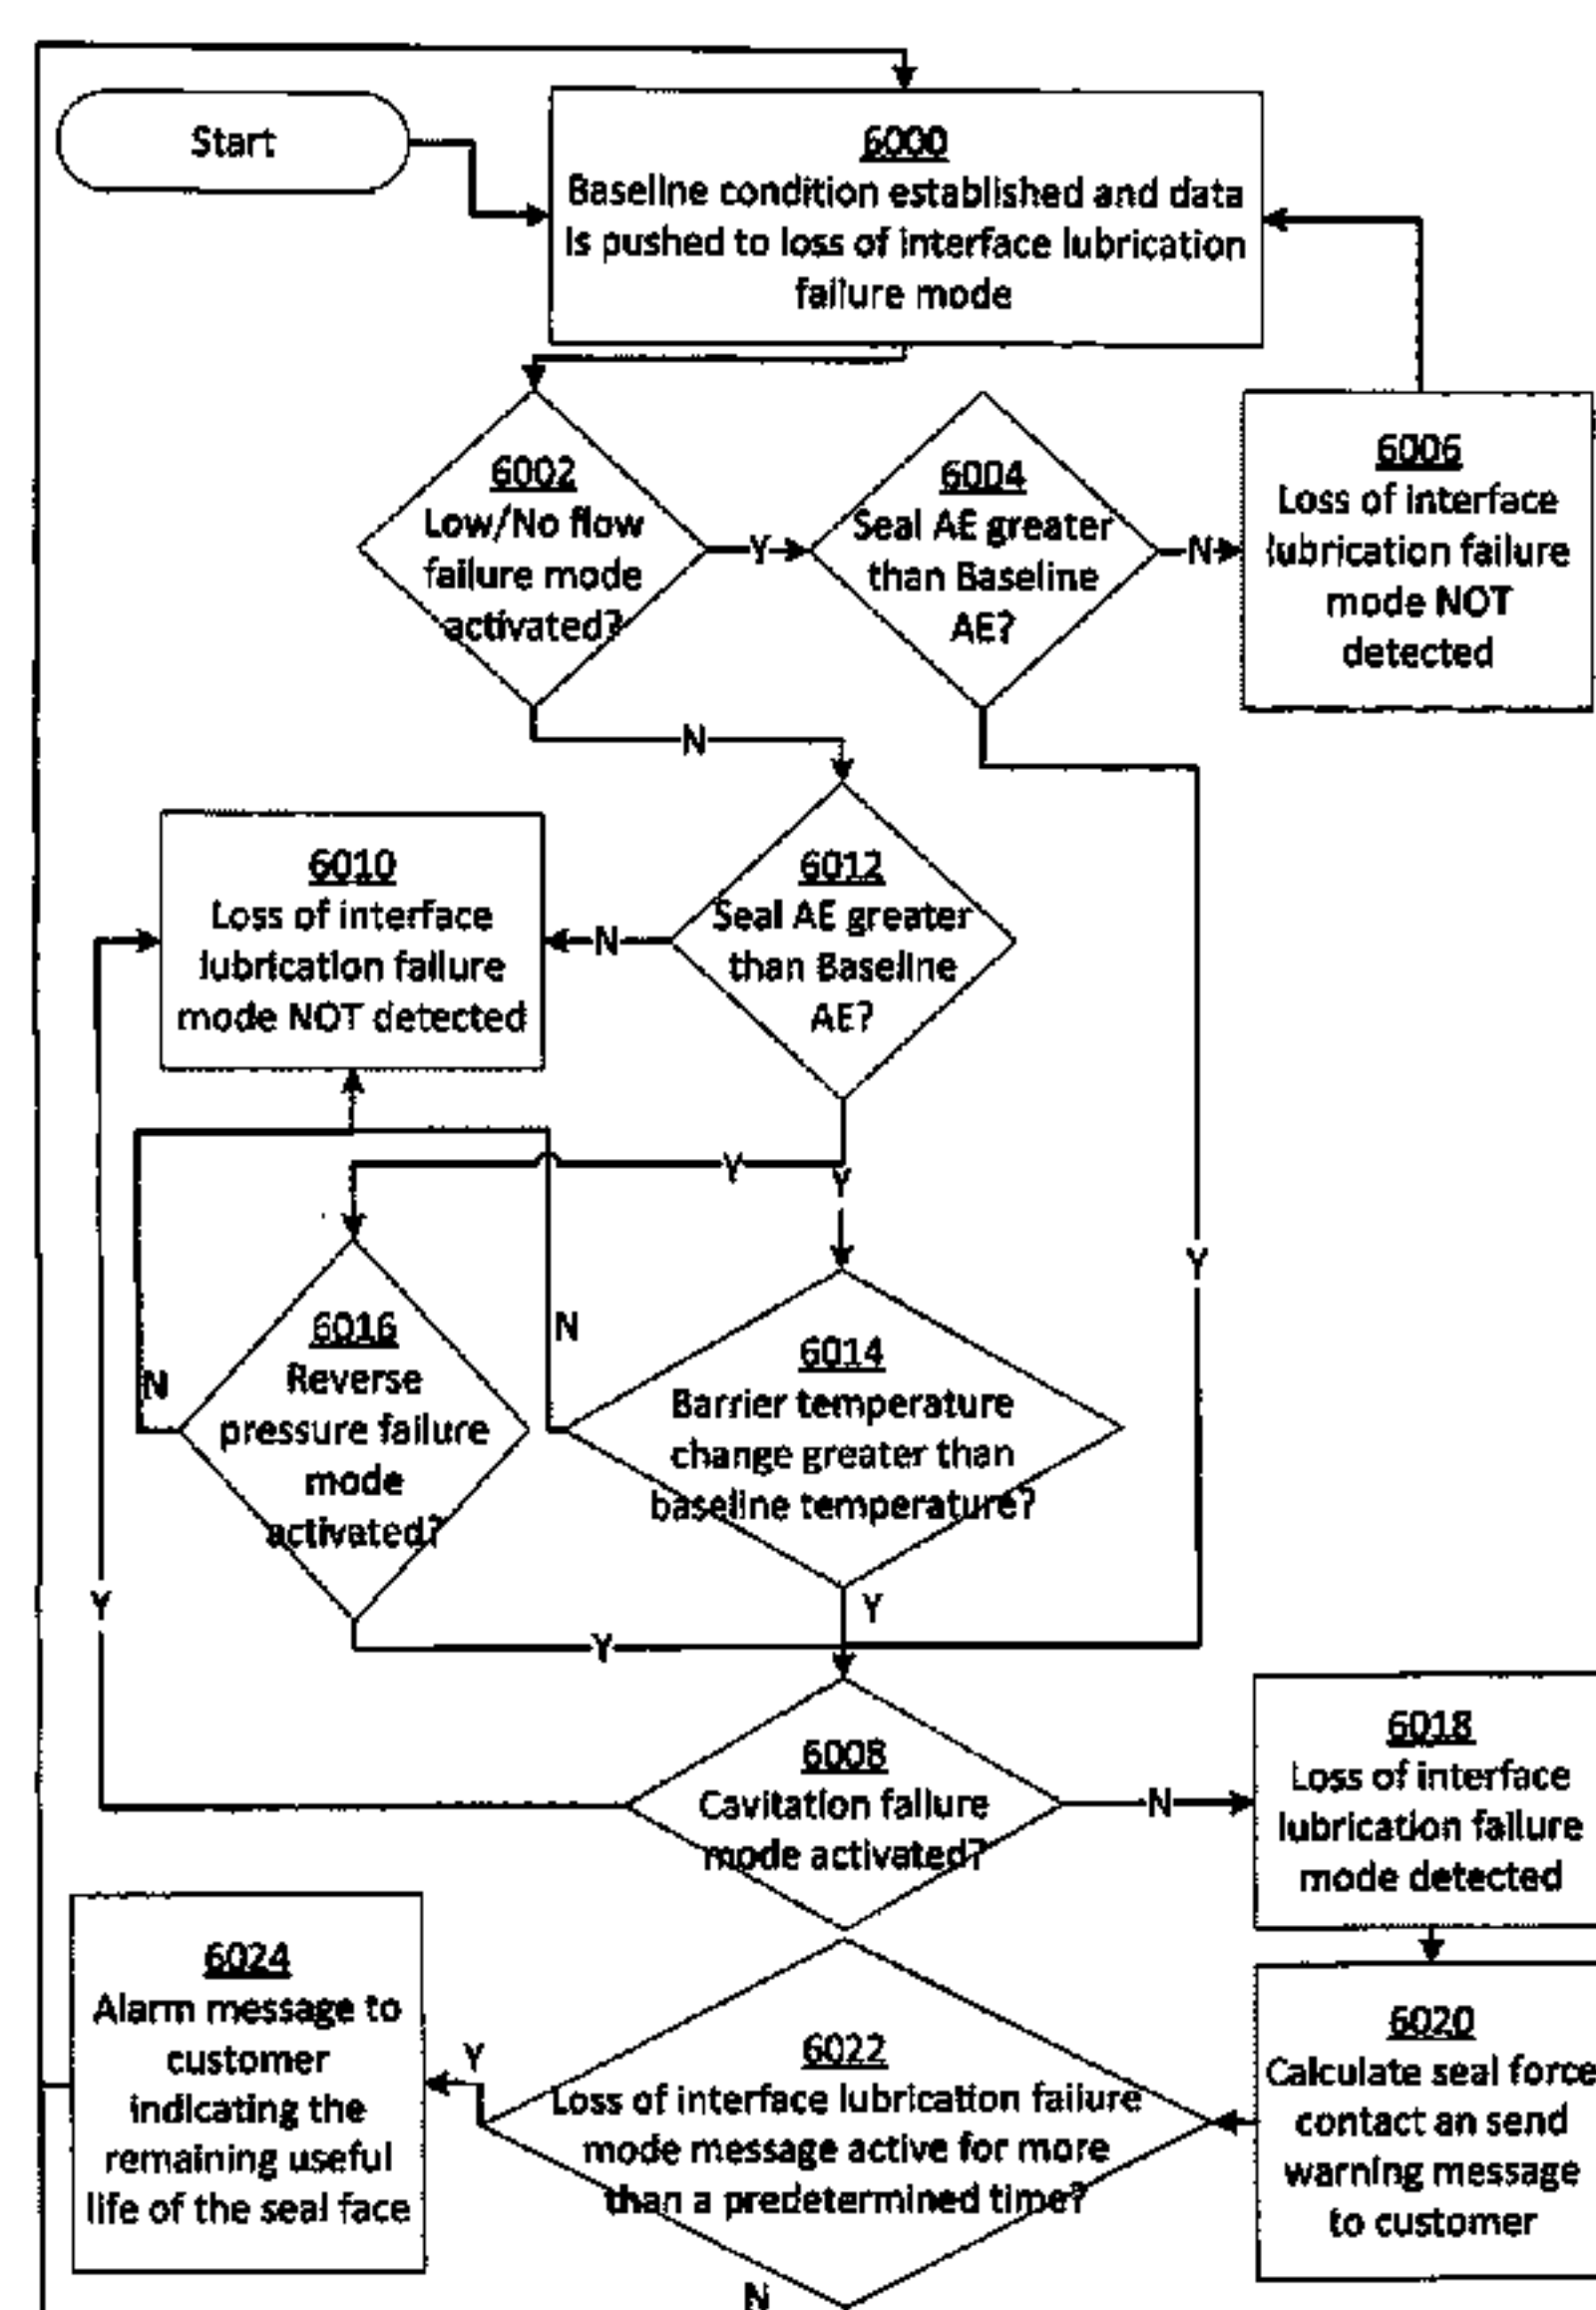 Start
6000
Baseline condition established and data
is pushed to loss of interface lubrication
failure mode
6002
Low/No flow
failure mode
activated?
Y
6004
Seal AE greater
than Baseline
AE?
N
6006
Loss of interface
lubrication failure
mode NOT
detected
N
6010
Loss of interface
lubrication failure
mode NOT detected
N
6012
Seal AE greater
than Baseline
AE?
Y
Y
Y
N
N
6016
Reverse
pressure failure
mode
activated?
6014
Barrier temperature
change greater than
baseline temperature?
Y
Y
Y
6008
Cavitation failure
mode activated?
N
6018
Loss of interface
lubrication failure
mode detected
6024
Alarm message to
customer
indicating the
remaining useful
life of the seal face
Y
6022
Loss of interface lubrication failure
mode message active for more
than a predetermined time?
N
6020
Calculate seal force
contact an send
warning message
to customer